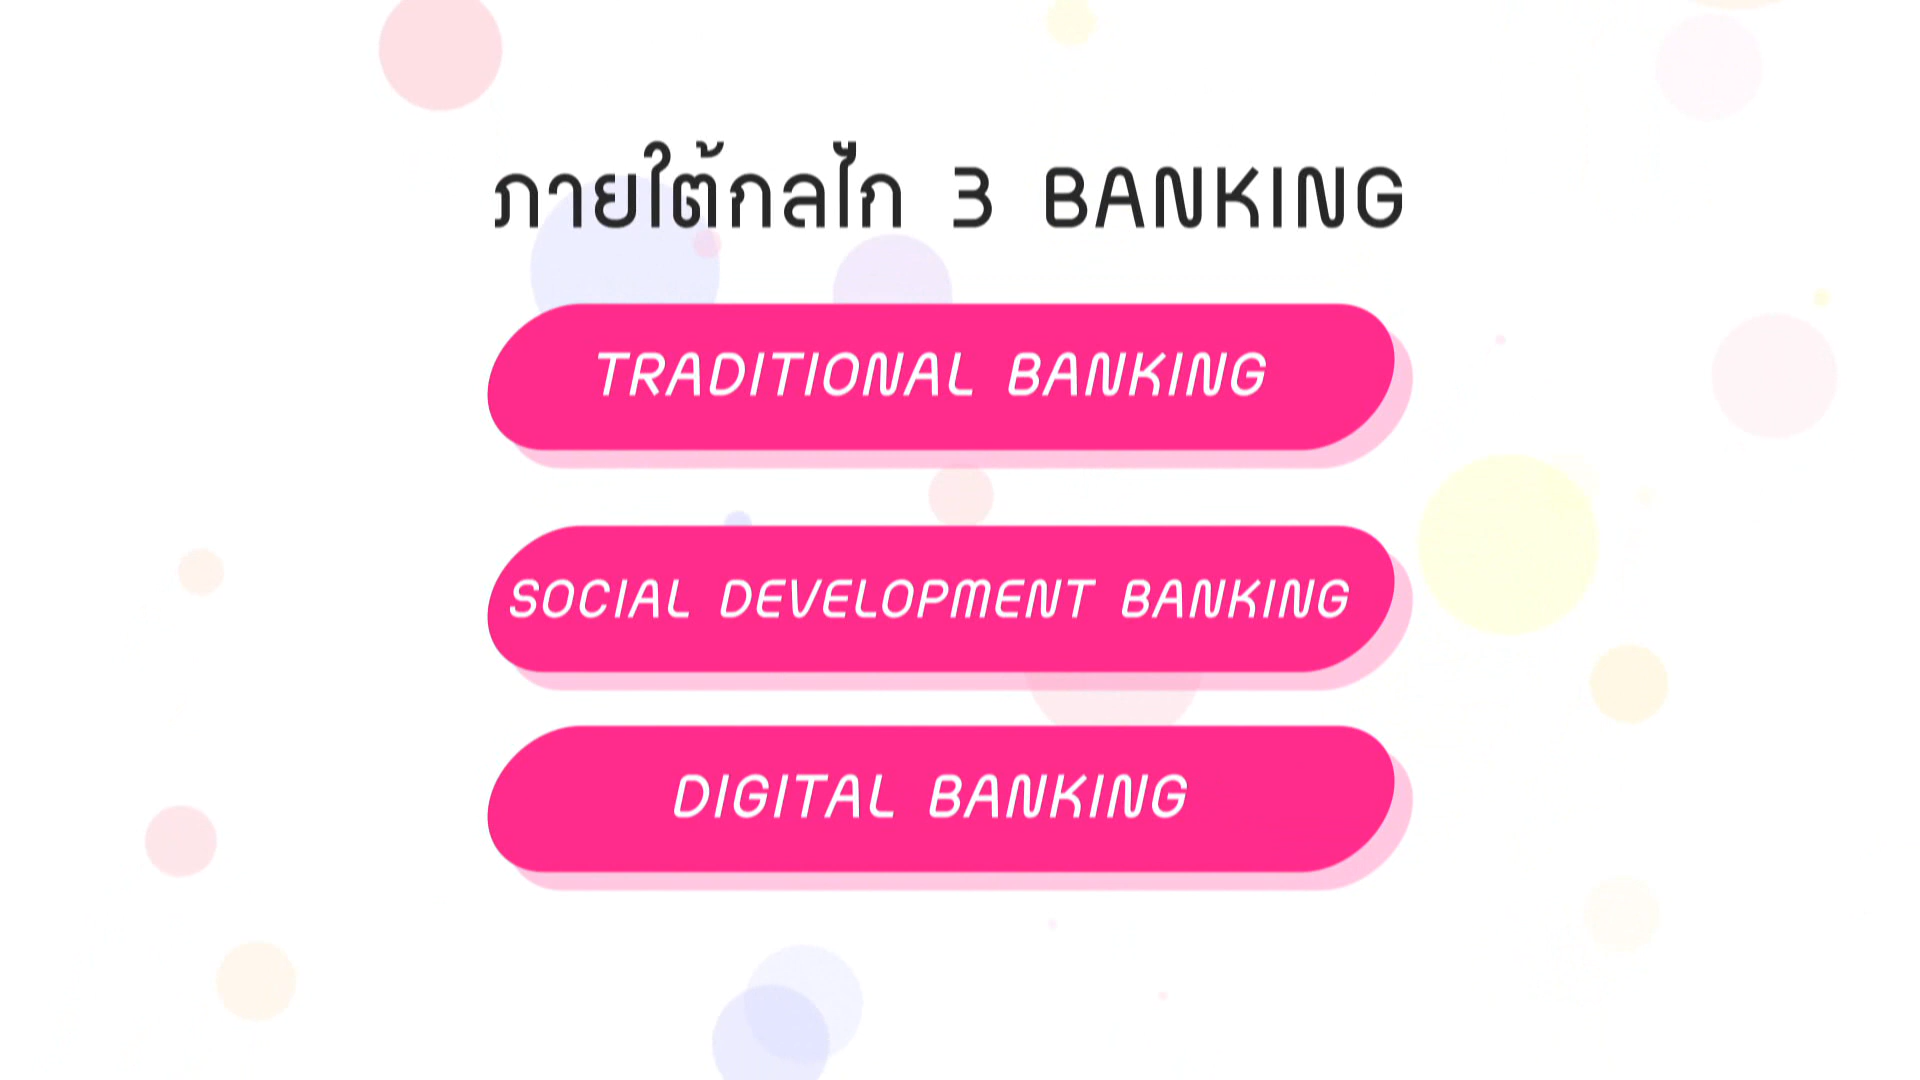 ภายใต้กลไก 3 BANKING
TRADITIONAL BANKING
SOCIAL DEVELOPMENT BANKING
DIGITAL BANKING